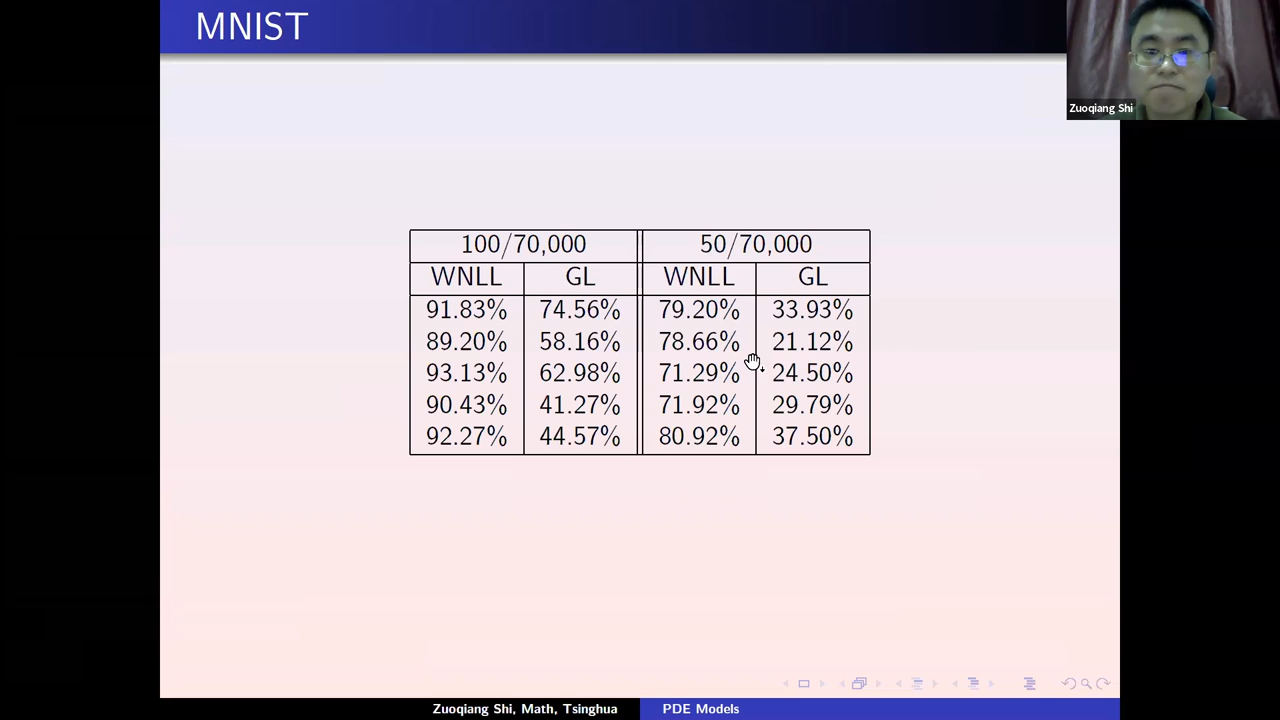 MNIST
Zuoqiang Shi
100/70,000 50/70,000
WNLL GL WNLL GL
91.83% 74.56% 79.20% 33.93%
89.20% 58.16% 78.66% 21.12%
93.13% 62.98% 71.29% 24.50%
90.43% 41.27% 71.92% 29.79%
92.27% 44.57% 80.92% 37.50%
Zuoqiang Shi, Math, Tsinghua PDE Models